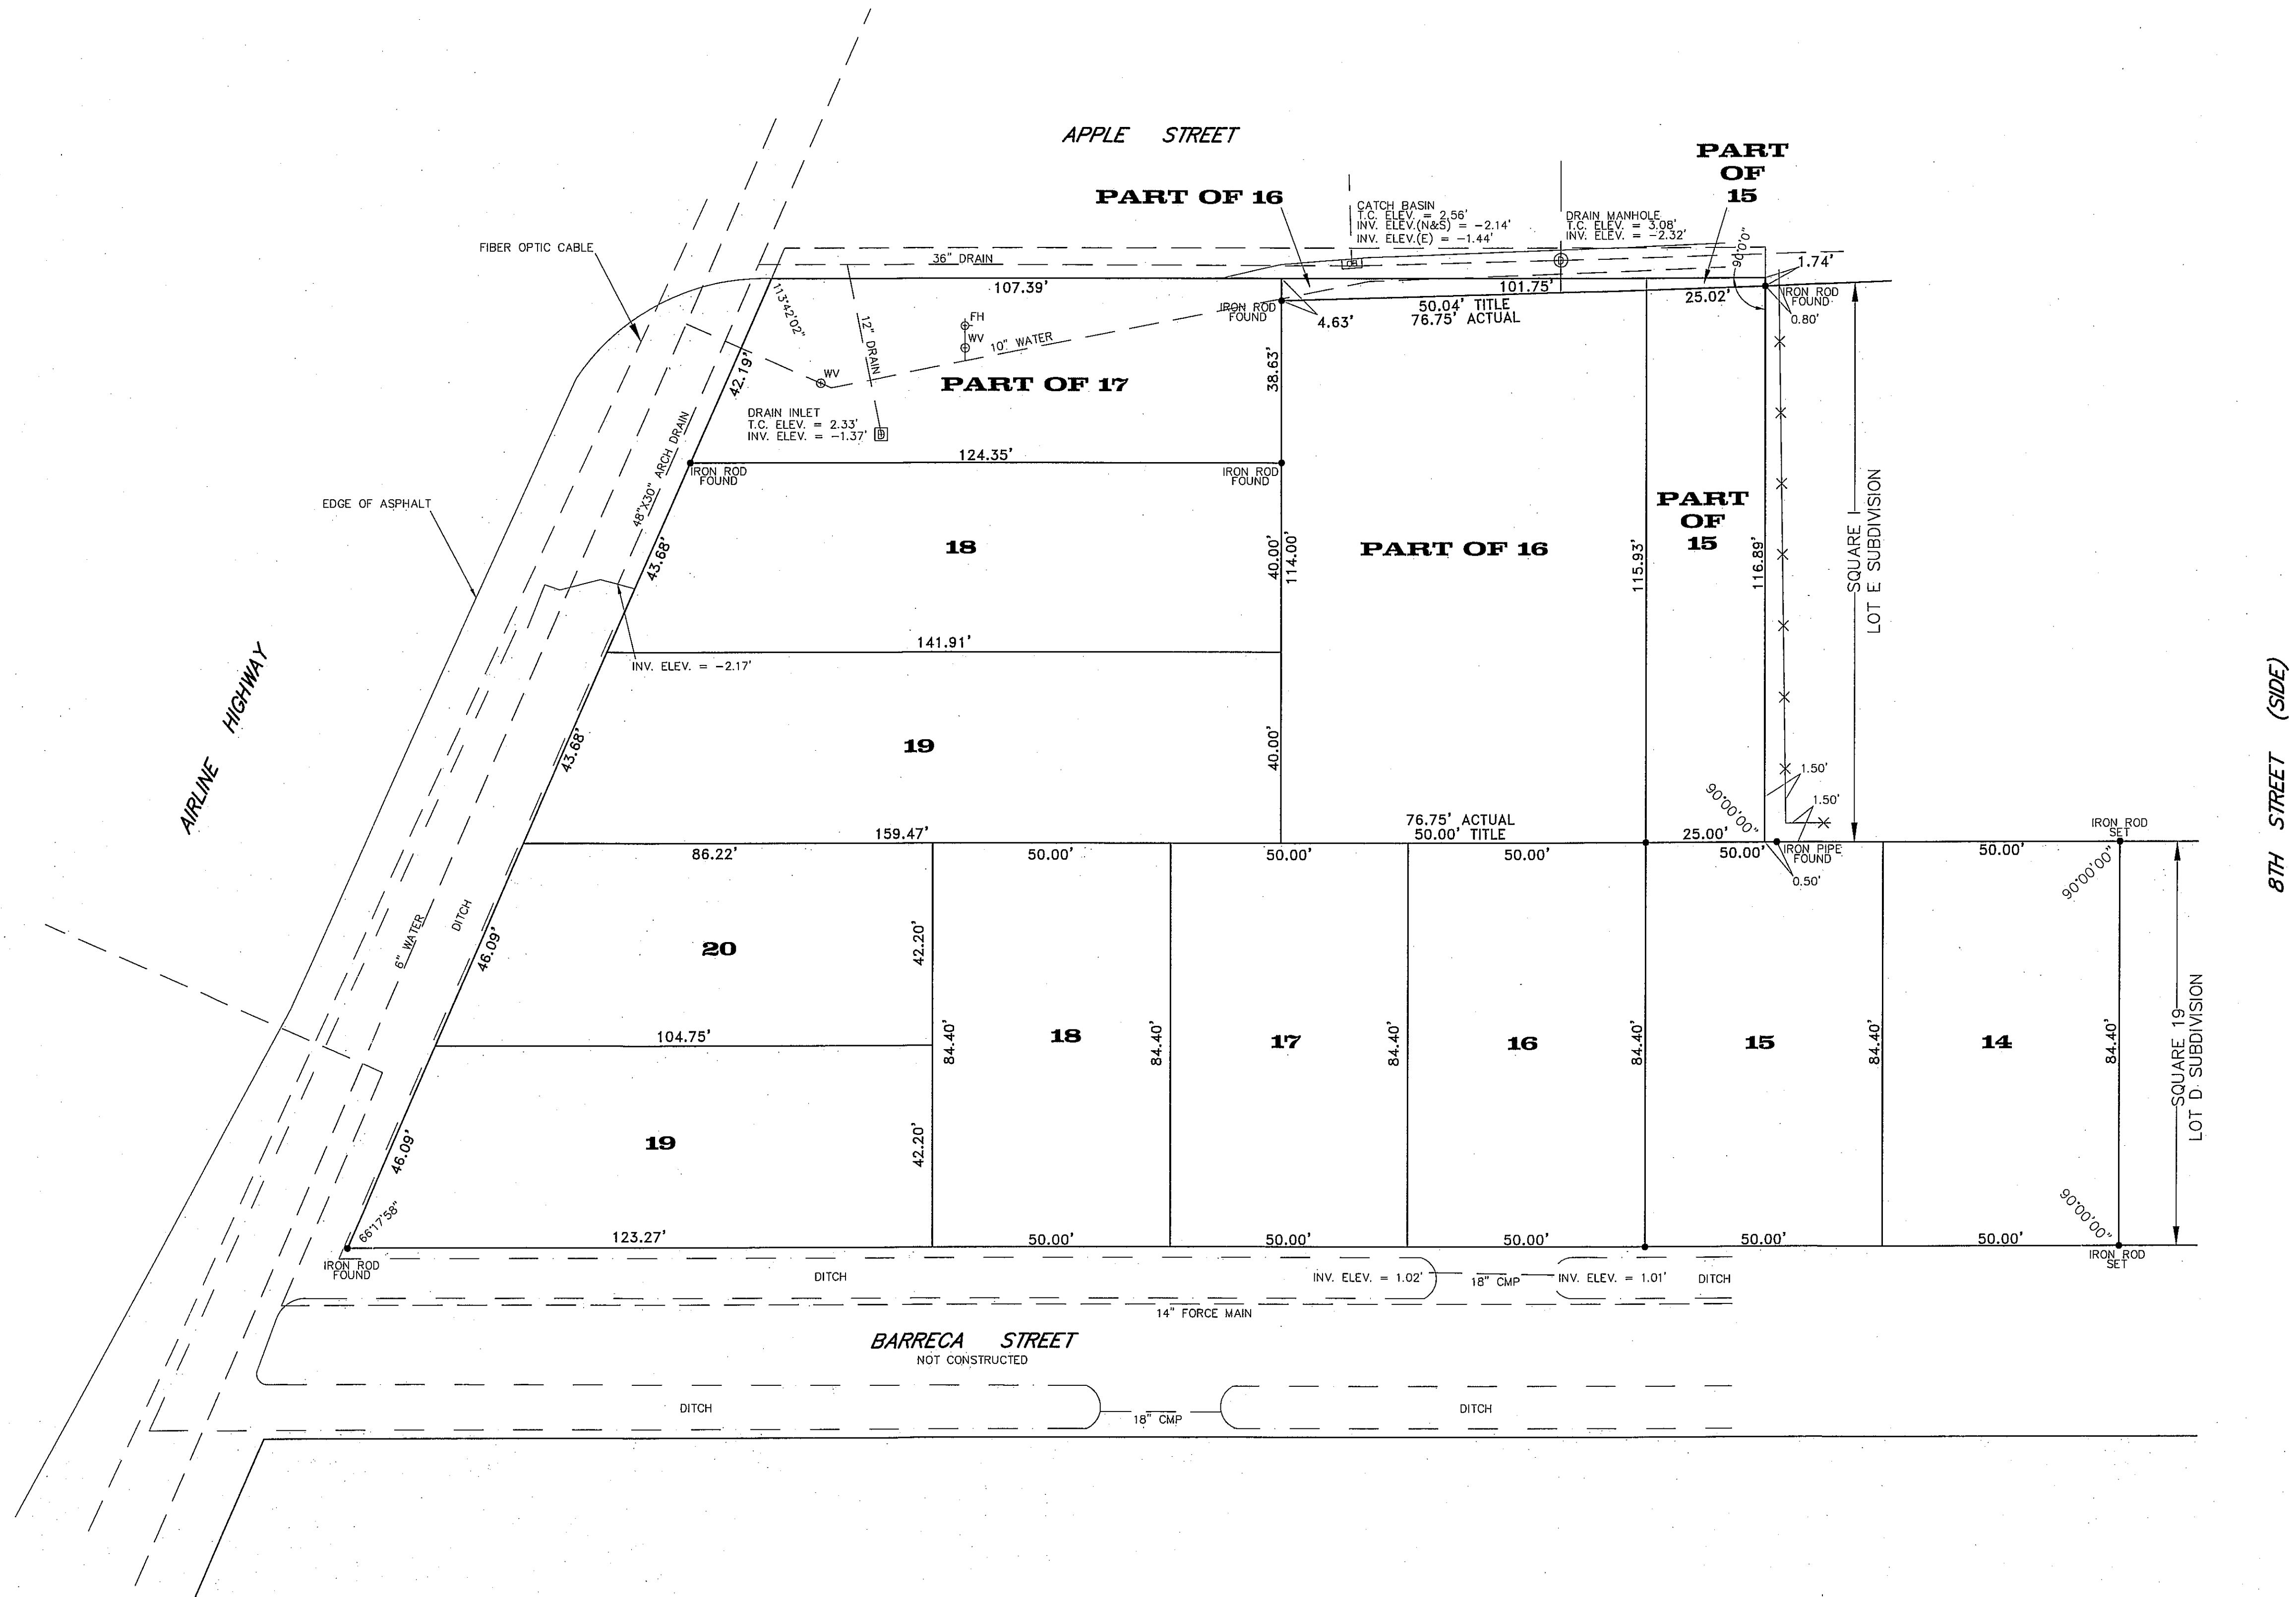 APPLE STREET
PART
OF
15
PART OF 16
CATCH BASIN
T.C. ELEV. = 2.56'
INV. ELEV.(N&S) = -2.14'
INV. ELEV.(E) = -1.44'
DRAIN MANHOLE
T.C. ELEV. = 3.08'
INV. ELEV. = -2.32'
90°0'0"
FIBER OPTIC CABLE
36" DRAIN
1.74'
107.39'
101.75'
25.02'
IRON ROD
FOUND
0.80'
IRON ROD
FOUND
50.04' TITLE
76.75' ACTUAL
4.63'
113°42'02"
12" DRAIN
FH
WV
10" WATER
WV
42.19'
38.63'
PART OF 17
DRAIN INLET
T.C. ELEV. = 2.33'
INV. ELEV. = -1.37'
D
48"X30" ARCH DRAIN
124.35'
IRON ROD
FOUND
IRON ROD
FOUND
EDGE OF ASPHALT
43.68'
18
40.00'
114.00'
PART OF 16
115.93'
PART
OF
15
116.89'
SQUARE I
LOT E SUBDIVISION
141.91'
INV. ELEV. = -2.17'
AIRLINE HIGHWAY
8TH STREET (SIDE)
43.68'
19
40.00'
1.50'
1.50'
90°00'00"
76.75' ACTUAL
50.00' TITLE
159.47'
25.00'
IRON ROD
SET
86.22'
50.00'
50.00'
50.00'
50.00'
IRON PIPE
FOUND
50.00'
0.50'
90°00'00"
6" WATER
DITCH
46.09'
20
42.20'
104.75'
84.40'
18
84.40'
17
84.40'
16
84.40'
15
84.40'
14
84.40'
SQUARE 19
LOT D SUBDIVISION
46.09'
19
42.20'
66°17'58"
90°00'00"
123.27'
50.00'
50.00'
50.00'
50.00'
50.00'
IRON ROD
FOUND
IRON ROD
SET
DITCH
INV. ELEV. = 1.02'
18" CMP
INV. ELEV. = 1.01'
DITCH
14" FORCE MAIN
BARRECA STREET
NOT CONSTRUCTED
DITCH
18" CMP
DITCH